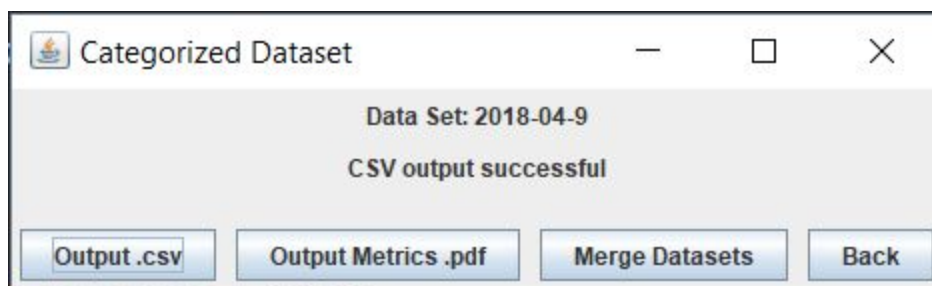 Categorized Dataset
Data Set: 2018-04-9
CSV output successful
Output .csv Output Metrics .pdf Merge Datasets Back